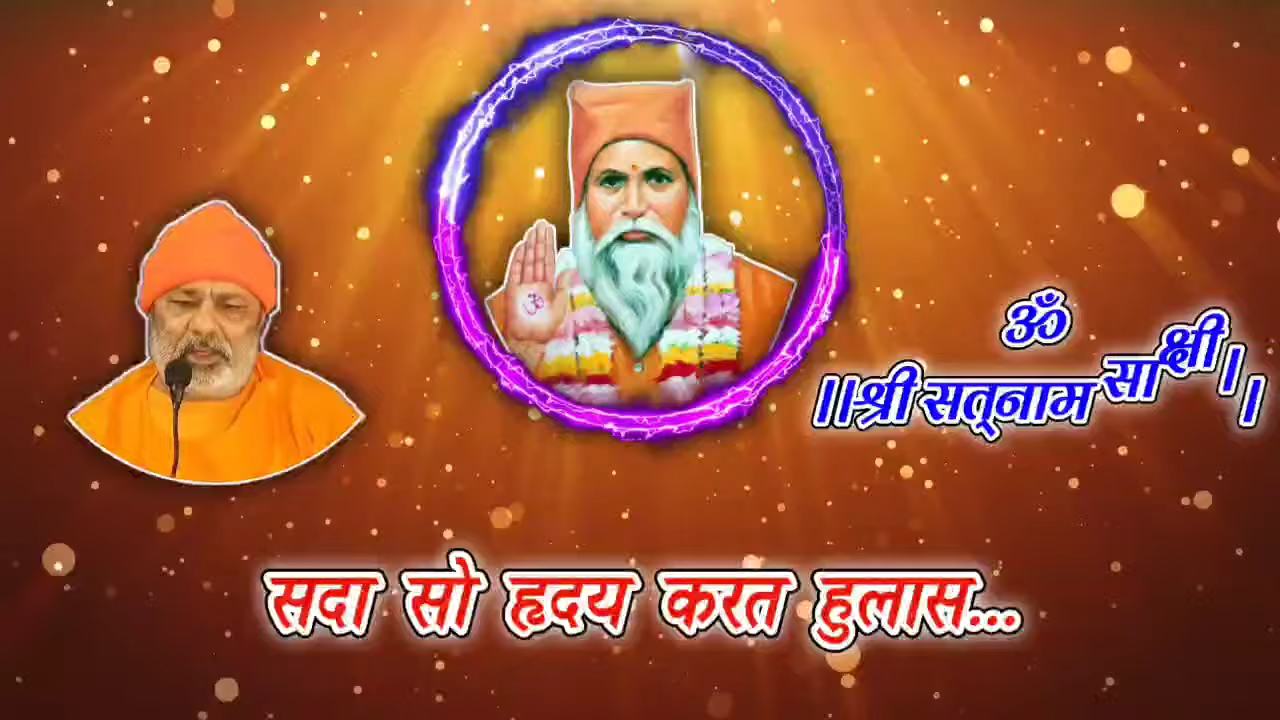 ॐ
।।श्री सत्‌नाम साक्षी।।
सदा सो हृदय करत हुलास...